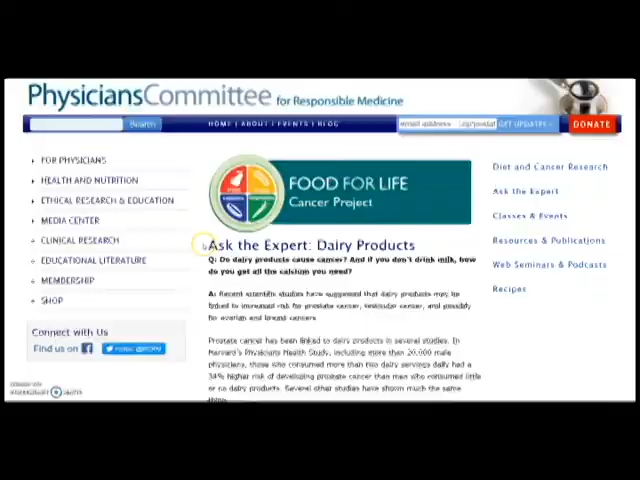 PhysiciansCommittee for Responsible Medicine
Search
HOME | ABOUT | EVENTS | BLOG
email address
GET UPDATES
DONATE
FOR PHYSICIANS
HEALTH AND NUTRITION
ETHICAL RESEARCH & EDUCATION
MEDIA CENTER
CLINICAL RESEARCH
EDUCATIONAL LITERATURE
MEMBERSHIP
SHOP
Connect with Us
Find us on
FOOD FOR LIFE
Cancer Project
Ask the Expert: Dairy Products
Q: Do dairy products cause cancer? And if you don't drink milk, how
do you get all the calcium you need?
A: Recent scientific studies have suggested that dairy products may be
linked to increased risk for prostate cancer, testicular cancer, and possibly
for ovarian and breast cancers.
Prostate cancer has been linked to dairy products in several studies. In
Harvard's Physicians Health Study, including more than 20,000 male
physicians, those who consumed more than two dairy servings daily had a
34% higher risk of developing prostate cancer than men who consumed little
or no dairy products. Several other studies have shown much the same
thing.
Diet and Cancer Research
Ask the Expert
Classes & Events
Resources & Publications
Web Seminars & Podcasts
Recipes